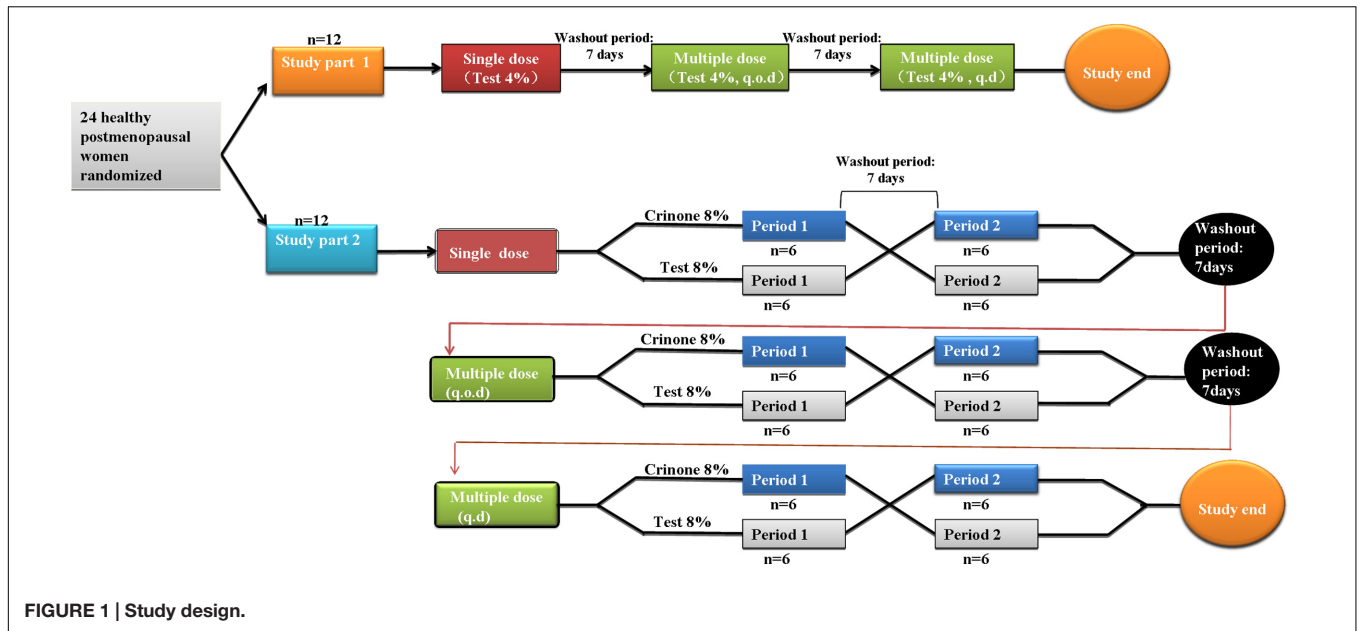 n=12
Study part 1
Single dose
（Test 4%）
Washout period:
7 days
Multiple dose
（Test 4%, q.o.d）
Washout period:
7 days
Multiple dose
（Test 4% , q.d）
Study end
24 healthy
postmenopausal
women
randomized
n=12
Study part 2
Single dose
Crinone 8%
Test 8%
Period 1
n=6
Period 1
n=6
Washout period:
7 days
Period 2
n=6
Period 2
n=6
Washout
period:
7days
Multiple dose
(q.o.d)
Crinone 8%
Test 8%
Period 1
n=6
Period 1
n=6
Period 2
n=6
Period 2
n=6
Washout
period:
7days
Multiple dose
(q.d)
Crinone 8%
Test 8%
Period 1
n=6
Period 1
n=6
Period 2
n=6
Period 2
n=6
Study end
FIGURE 1 | Study design.